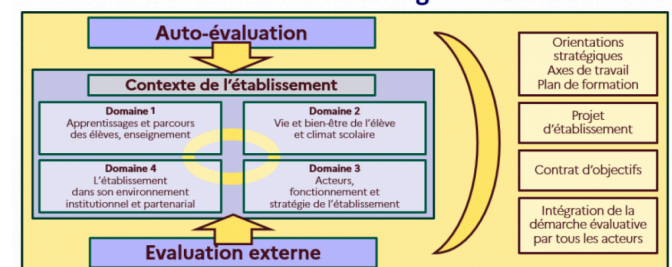 Auto-évaluation
Contexte de l'établissement
Domaine 1
Apprentissages et parcours
des élèves, enseignement
Domaine 2
Vie et bien-être de l'élève
et climat scolaire
Domaine 4
L'établissement
dans son environnement
institutionnel et partenarial
Domaine 3
Acteurs,
fonctionnement et
stratégie de l'établissement
Evaluation externe
Orientations
stratégiques
Axes de travail
Plan de formation
Projet
d'établissement
Contrat d'objectifs
Intégration de la
démarche évaluative
par tous les acteurs